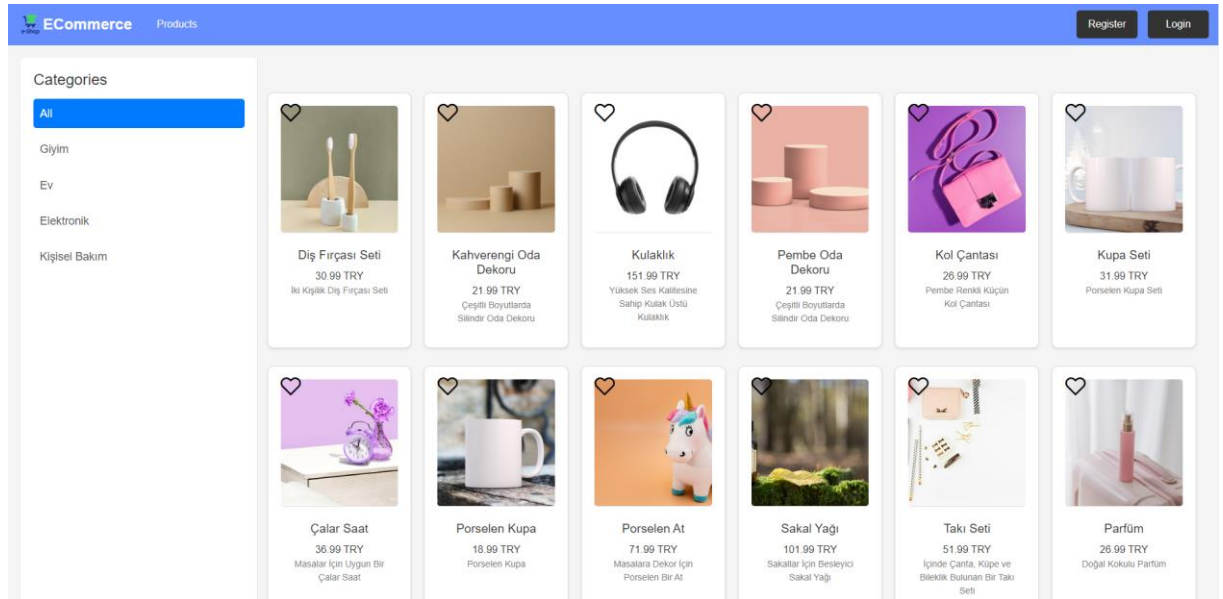 e-Shop
ECommerce
Products
Register
Login
Categories
All
Giyim
Ev
Elektronik
Kişisel Bakım
Diş Fırçası Seti
30.99 TRY
İki Kişilik Diş Fırçası Seti
Kahverengi Oda
Dekoru
21.99 TRY
Çeşitli Boyutlarda
Silindir Oda Dekoru
Kulaklık
151.99 TRY
Yüksek Ses Kalitesine
Sahip Kulak Üstü
Kulaklık
Pembe Oda
Dekoru
21.99 TRY
Çeşitli Boyutlarda
Silindir Oda Dekoru
Kol Çantası
26.99 TRY
Pembe Renkli Küçün
Kol Çantası
Kupa Seti
31.99 TRY
Porselen Kupa Seti
Çalar Saat
36.99 TRY
Masalar İçin Uygun Bir
Çalar Saat
Porselen Kupa
18.99 TRY
Porselen Kupa
Porselen At
71.99 TRY
Masalara Dekor İçin
Porselen Bir At
Sakal Yağı
101.99 TRY
Sakallar İçin Besleyici
Sakal Yağı
Takı Seti
51.99 TRY
İçinde Çanta, Küpe ve
Bileklik Bulunan Bir Takı
Seti
Parfüm
26.99 TRY
Doğal Kokulu Parfüm